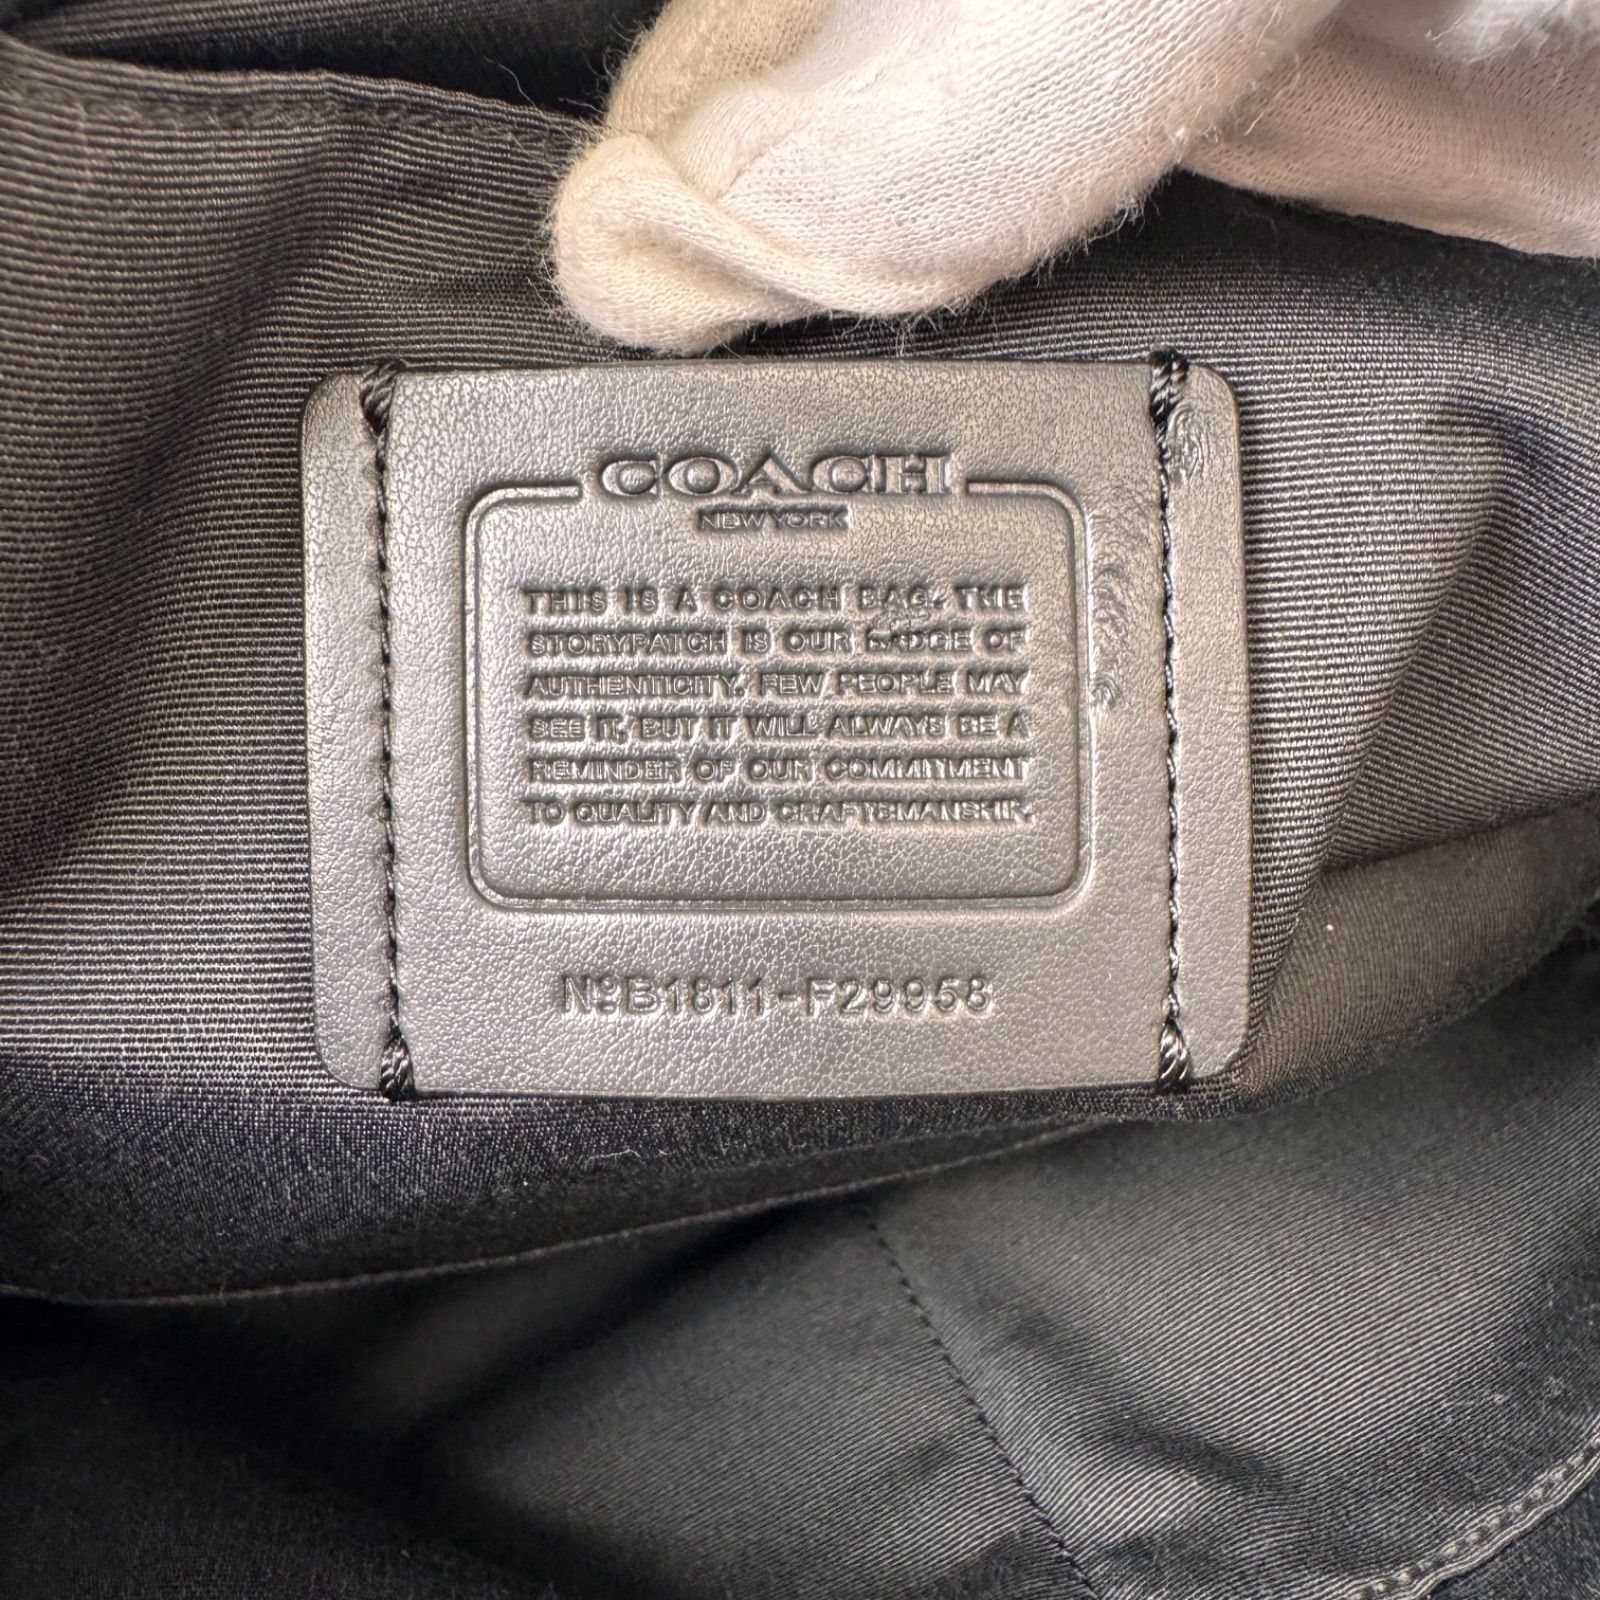 COACH
NEW YORK
THIS IS A COACH BAG. THE
STORYPATCH IS OUR BADGE OF
AUTHENTICITY. FEW PEOPLE MAY
SEE IT, BUT IT WILL ALWAYS BE A
REMINDER OF OUR COMMITMENT
TO QUALITY AND CRAFTSMANSHIP.
NºB1811-F29958